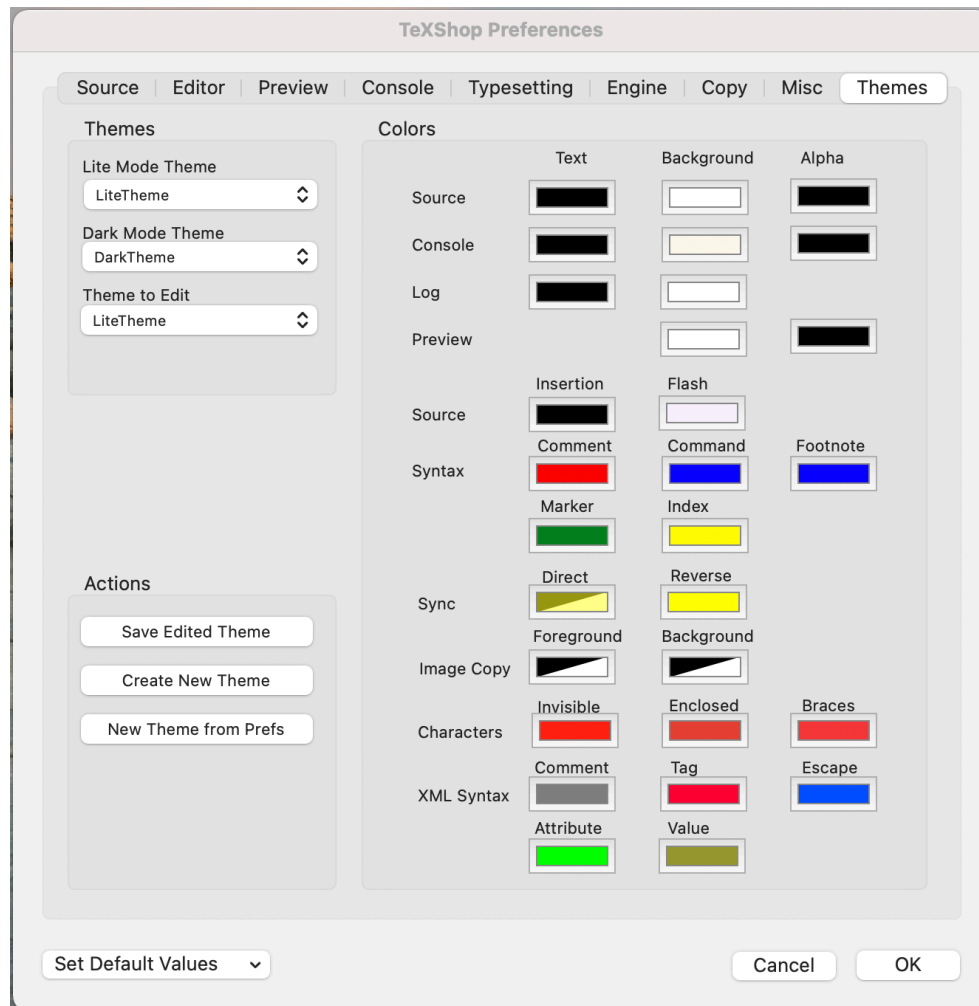 TeXShop Preferences
Source Editor Preview Console Typesetting Engine Copy Misc Themes
Themes
Lite Mode Theme
LiteTheme
Dark Mode Theme
DarkTheme
Theme to Edit
LiteTheme
Actions
Save Edited Theme
Create New Theme
New Theme from Prefs
Colors
Text Background Alpha
Source
Console
Log
Preview
Insertion Flash
Source
Comment Command Footnote
Syntax
Marker Index
Direct Reverse
Sync
Foreground Background
Image Copy
Invisible Enclosed Braces
Characters
Comment Tag Escape
XML Syntax
Attribute Value
Set Default Values
Cancel OK